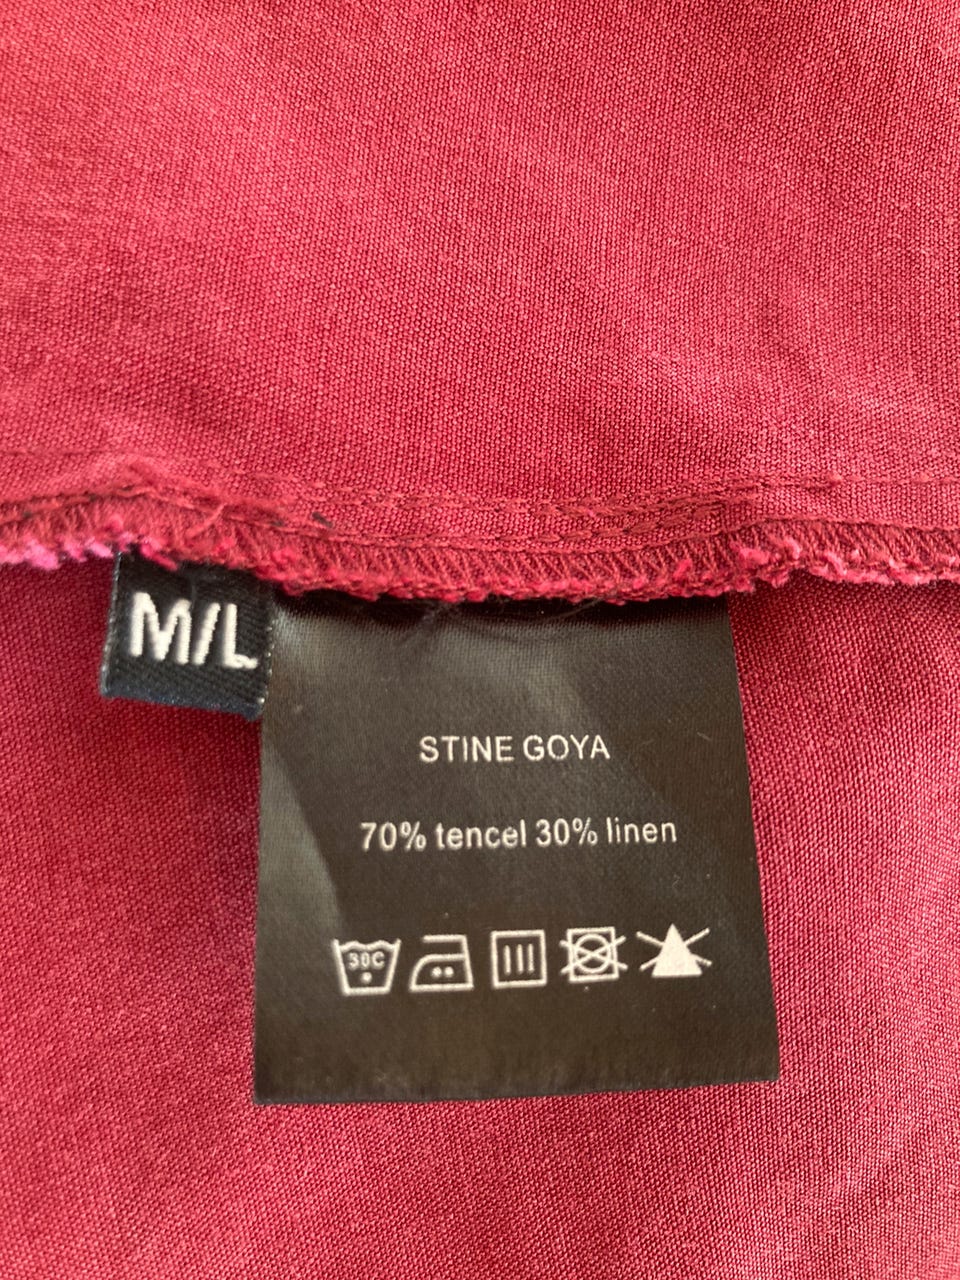 M/L
STINE GOYA
70% tencel 30% linen
30C